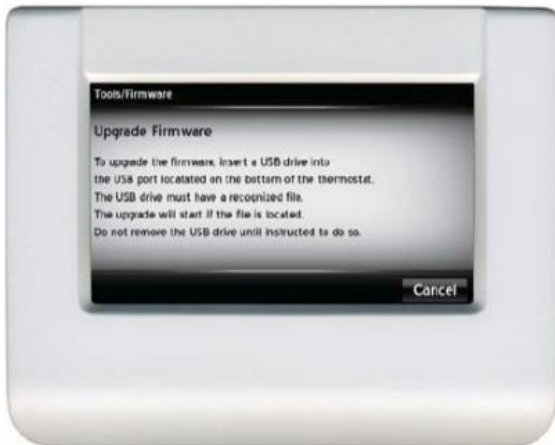 Tools/Firmware
Upgrade Firmware
To upgrade the firmware, insert a USB drive into
the USB port locatated on the bottom of the thermostat.
The USB drive must have a recognized file.
The upgrade will start if the file is located.
Do not remove the USB drive until instructed to do so.
Cancel